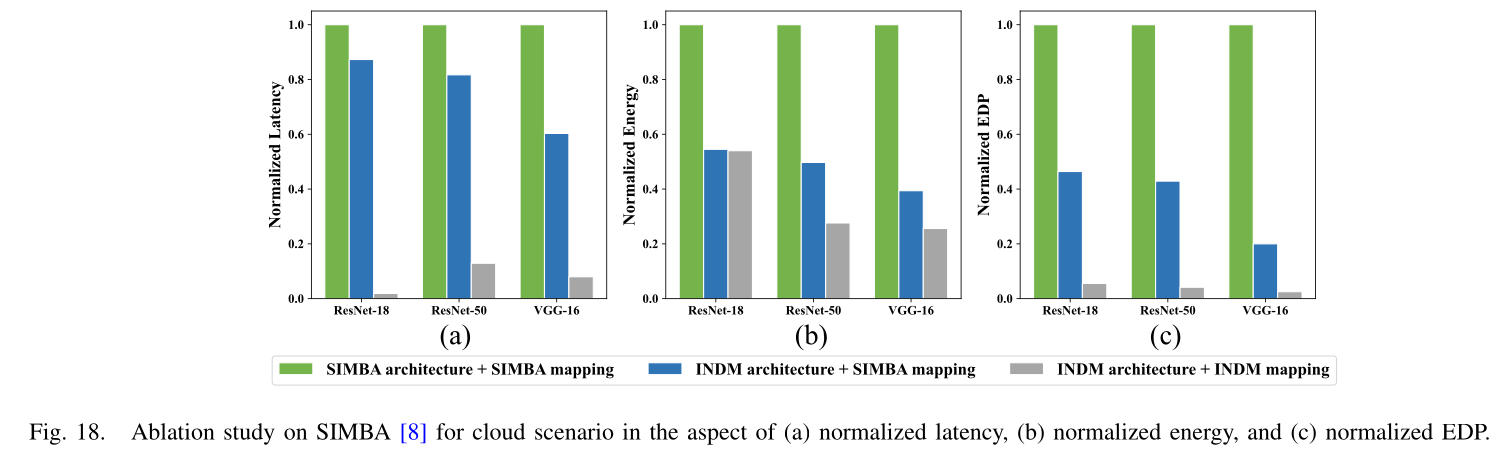 1.0
0.8
0.6
0.4
0.2
0.0
Normalized Latency
ResNet-18 ResNet-50 VGG-16
(a)
1.0
0.8
0.6
0.4
0.2
0.0
Normalized Energy
ResNet-18 ResNet-50 VGG-16
(b)
1.0
0.8
0.6
0.4
0.2
0.0
Normalized EDP
ResNet-18 ResNet-50 VGG-16
(c)
SIMBA architecture + SIMBA mapping INDM architecture + SIMBA mapping INDM architecture + INDM mapping
Fig. 18. Ablation study on SIMBA [8] for cloud scenario in the aspect of (a) normalized latency, (b) normalized energy, and (c) normalized EDP.